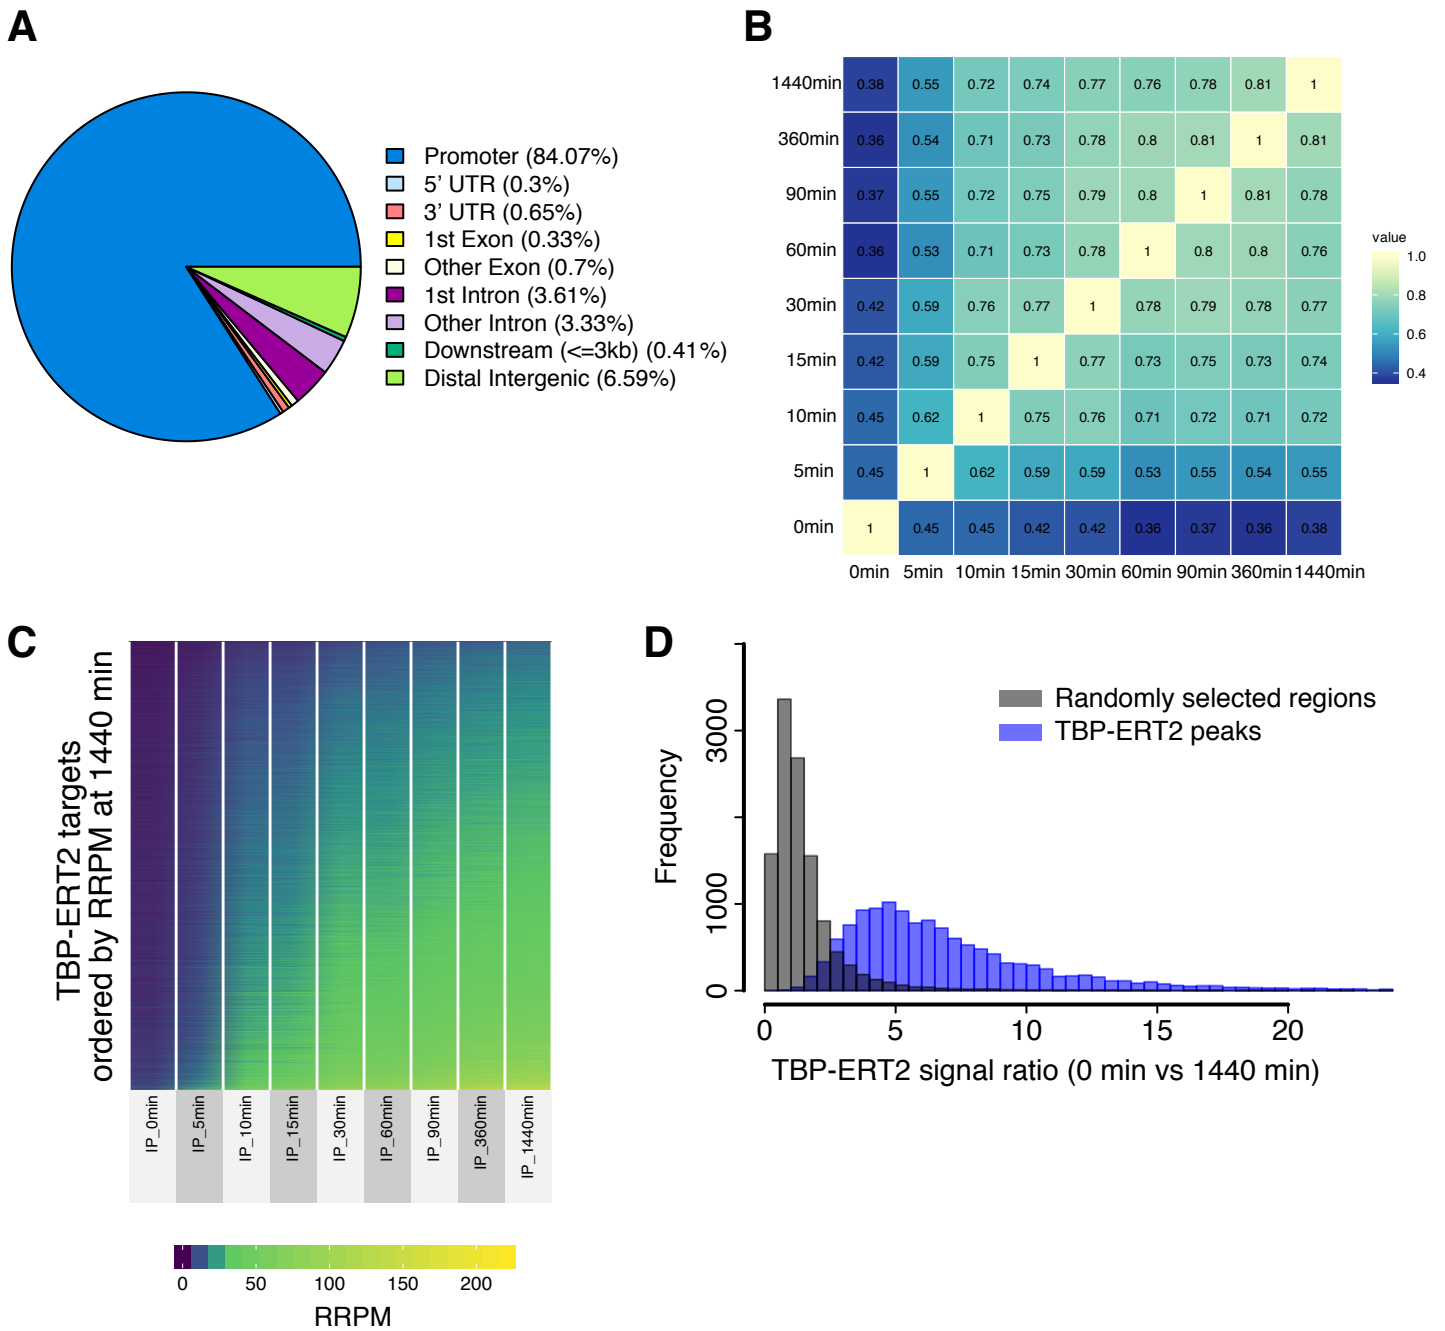 A
Promoter (84.07%)
5’ UTR (0.3%)
3’ UTR (0.65%)
1st Exon (0.33%)
Other Exon (0.7%)
1st Intron (3.61%)
Other Intron (3.33%)
Downstream (<=3kb) (0.41%)
Distal Intergenic (6.59%)
B
1440min 0.38 0.55 0.72 0.74 0.77 0.76 0.78 0.81 1
360min 0.36 0.54 0.71 0.73 0.78 0.8 0.81 1 0.81
90min 0.37 0.55 0.72 0.75 0.79 0.8 1 0.81 0.78
60min 0.36 0.53 0.71 0.73 0.78 1 0.8 0.8 0.76
30min 0.42 0.59 0.76 0.77 1 0.78 0.79 0.78 0.77
15min 0.42 0.59 0.75 1 0.77 0.73 0.75 0.73 0.74
10min 0.45 0.62 1 0.75 0.76 0.71 0.72 0.71 0.72
5min 0.45 1 0.62 0.59 0.59 0.53 0.55 0.54 0.55
0min 1 0.45 0.45 0.42 0.42 0.36 0.37 0.36 0.38
0min 5min 10min 15min 30min 60min 90min 360min 1440min
value
1.0
0.8
0.6
0.4
C
TBP-ERT2 targets
ordered by RRPM at 1440 min
IP_0min
IP_5min
IP_10min
IP_15min
IP_30min
IP_60min
IP_90min
IP_360min
IP_1440min
0 50 100 150 200
RRPM
D
Frequency
3000
1000
0
Randomly selected regions
TBP-ERT2 peaks
0 5 10 15 20
TBP-ERT2 signal ratio (0 min vs 1440 min)